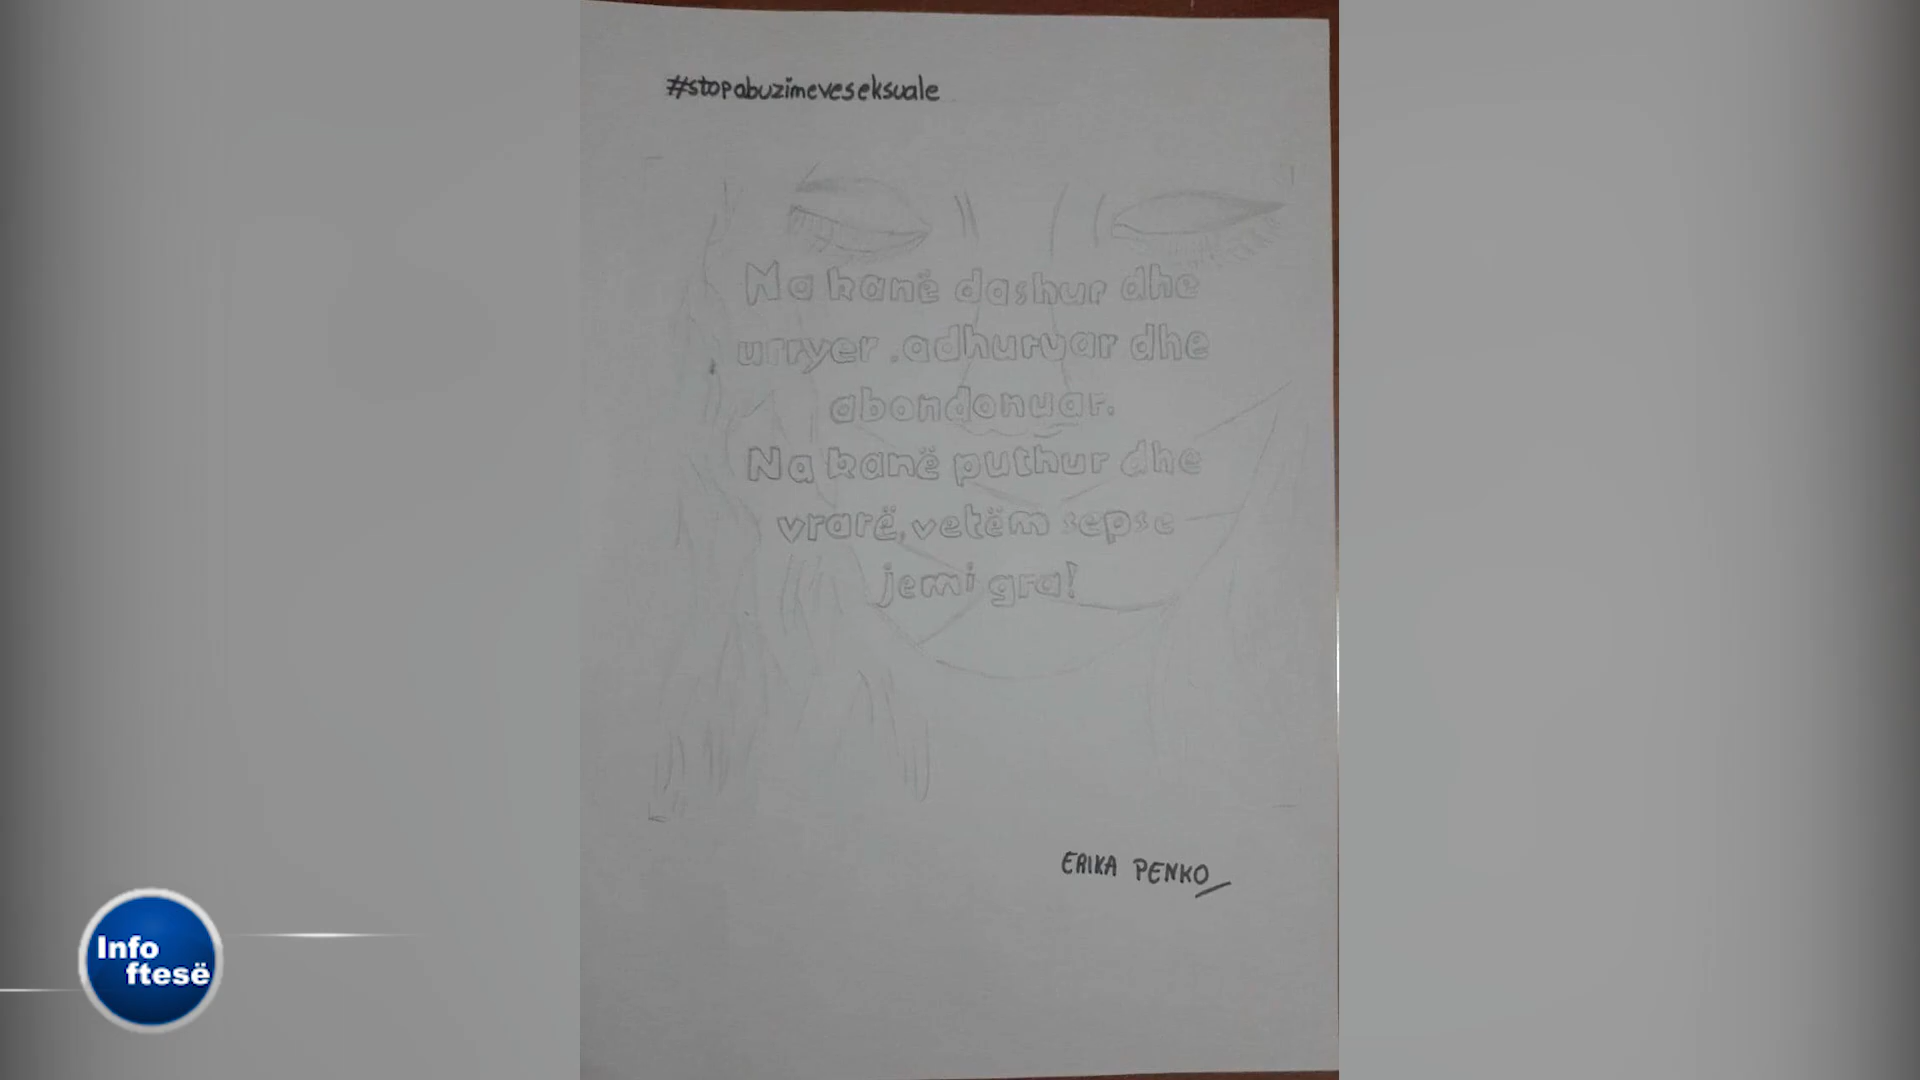 #stopabuzimeveseksuale
Na kanë dashur dhe
urryer ,adhuruar dhe
abondonuar.
Na kanë puthur dhe
vrarë,vetëm sepse
jemi gra!
ERIKA PENKO
Info
ftesë